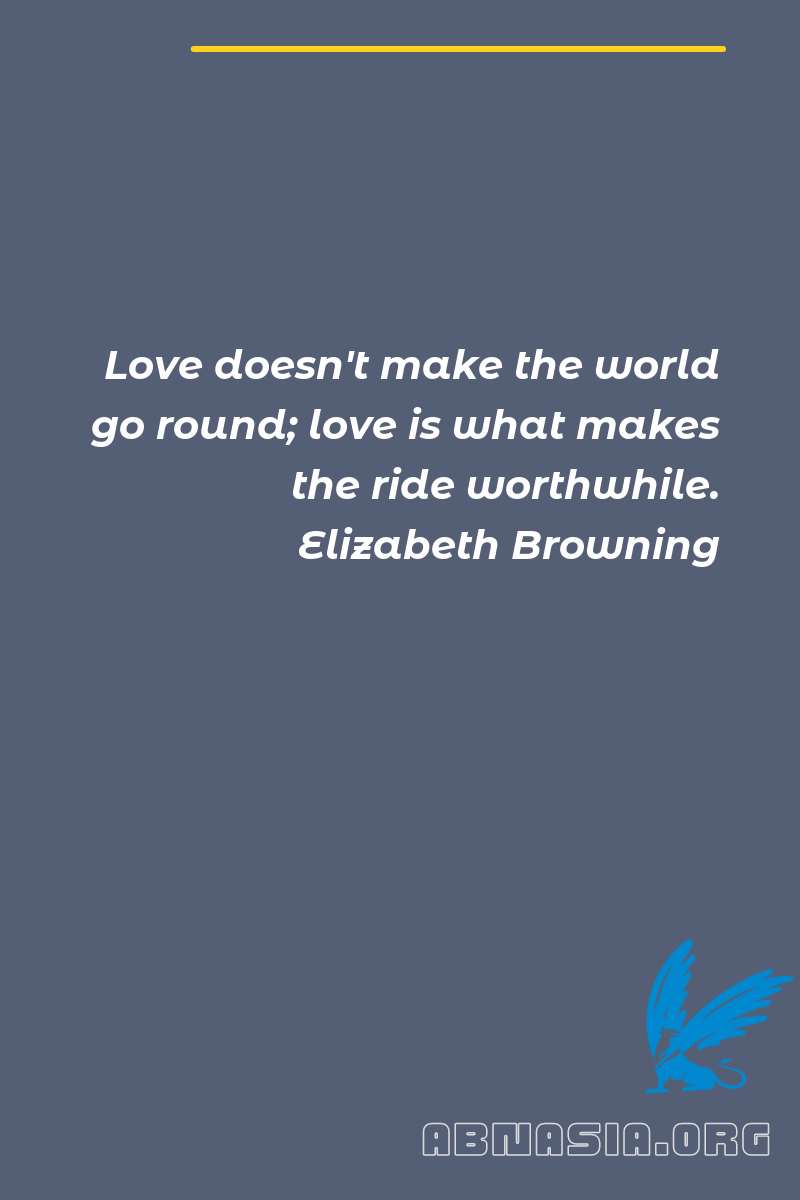 Love doesn't make the world
go round; love is what makes
the ride worthwhile.
Elizabeth Browning
ABNASIA.ORG